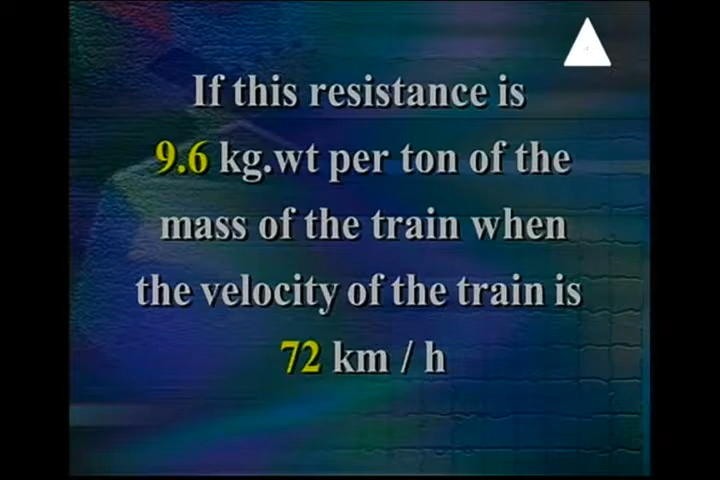 If this resistance is
9.6 kg.wt per ton of the
mass of the train when
the velocity of the train is
72 km / h